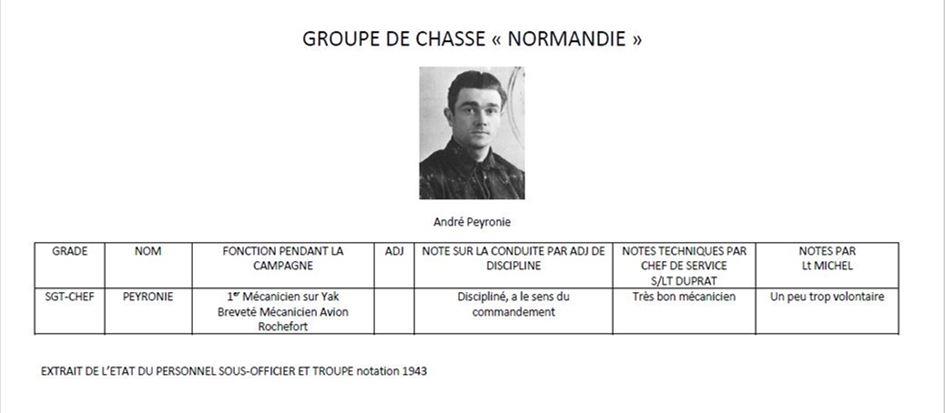 GROUPE DE CHASSE « NORMANDIE »
André Peyronie
GRADE
NOM
FONCTION PENDANT LA
CAMPAGNE
ADJ
NOTE SUR LA CONDUITE PAR ADJ DE
DISCIPLINE
NOTES TECHNIQUES PAR
CHEF DE SERVICE
S/LT DUPRAT
NOTES PAR
Lt MICHEL
SGT-CHEF
PEYRONIE
1er Mécanicien sur Yak
Breveté Mécanicien Avion
Rochefort
Discipliné, a le sens du
commandement
Très bon mécanicien
Un peu trop volontaire
EXTRAIT DE L'ETAT DU PERSONNEL SOUS-OFFICIER ET TROUPE notation 1943